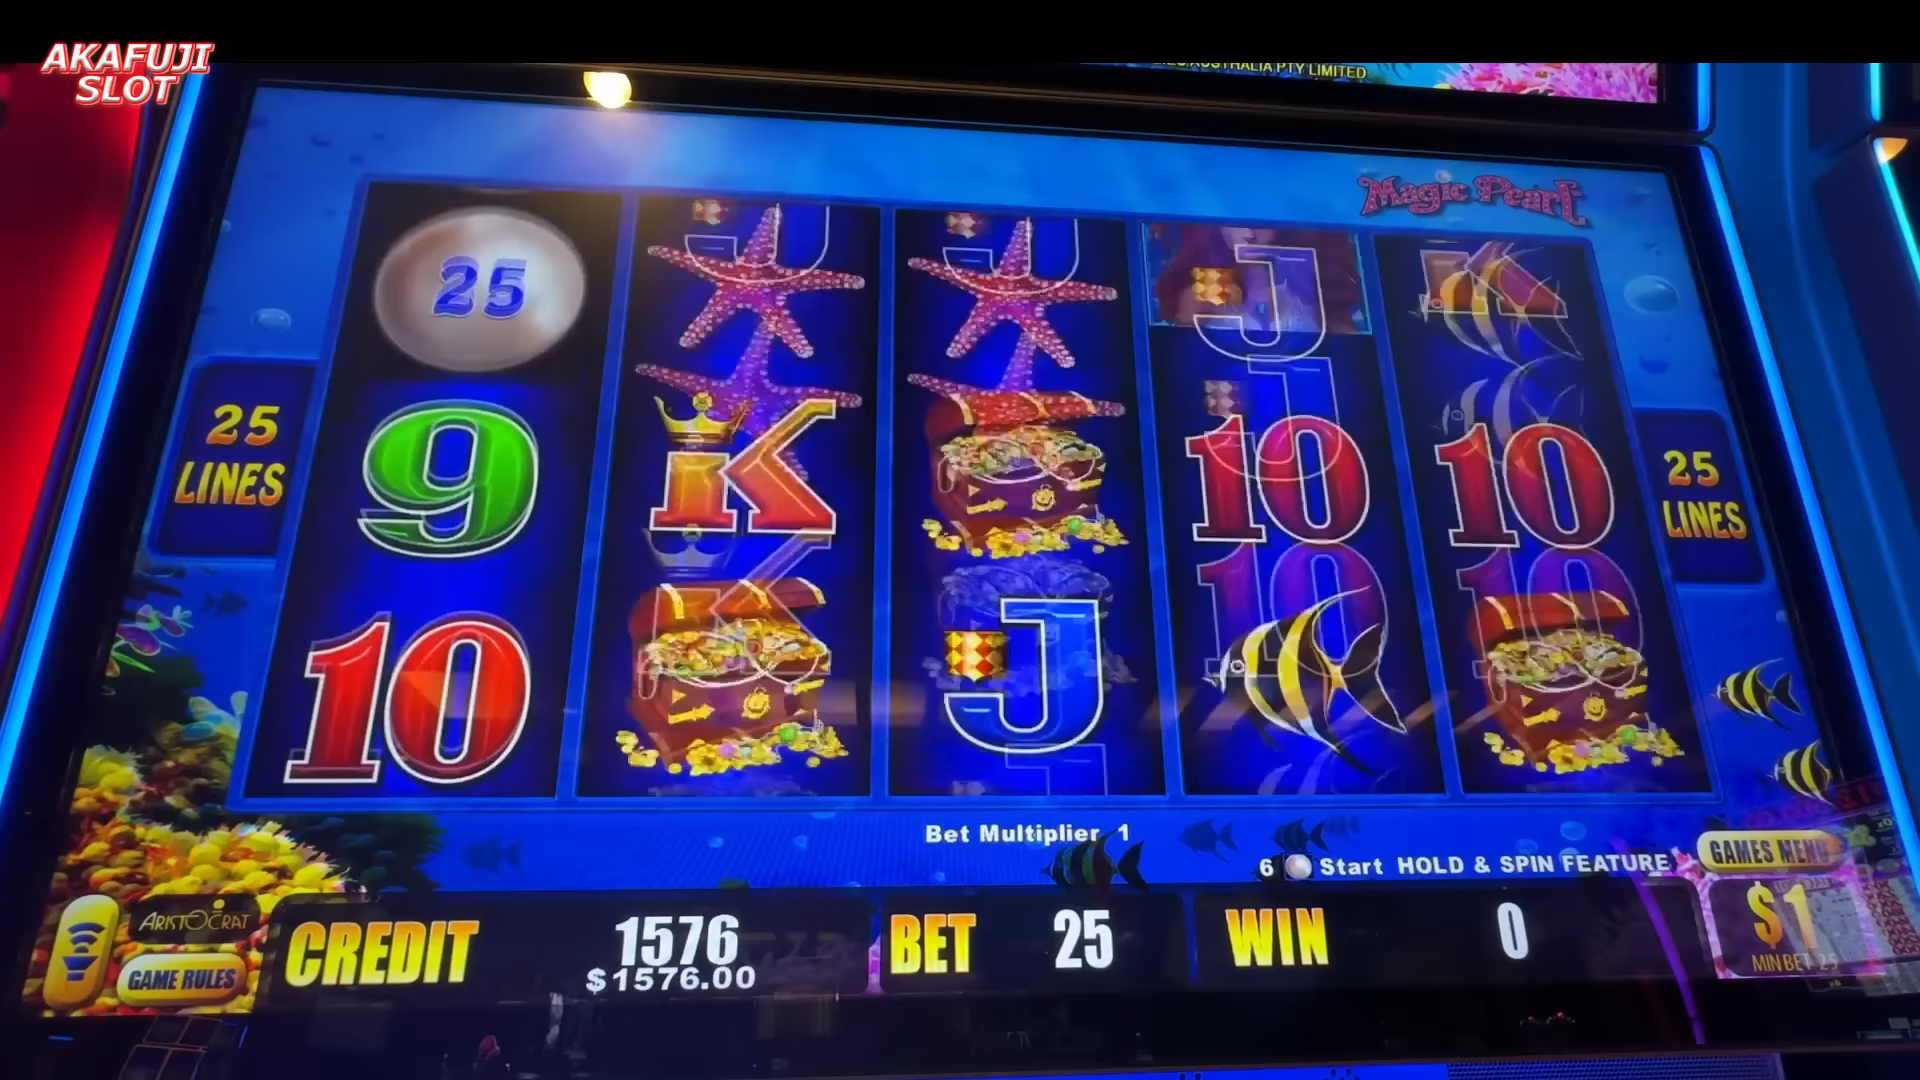 AKAFUJI
SLOT
AUSTRALIA PTY LIMITED
Magic Pearl
25
J
J
J
K
25
LINES
9
K
10
10
25
LINES
10
J
Bet Multiplier 1
6 Start HOLD & SPIN FEATURE
GAMES MENU
ARISTOCRAT
GAME RULES
CREDIT 1576
$1576.00
BET 25
WIN 0
$1
MIN BET 25